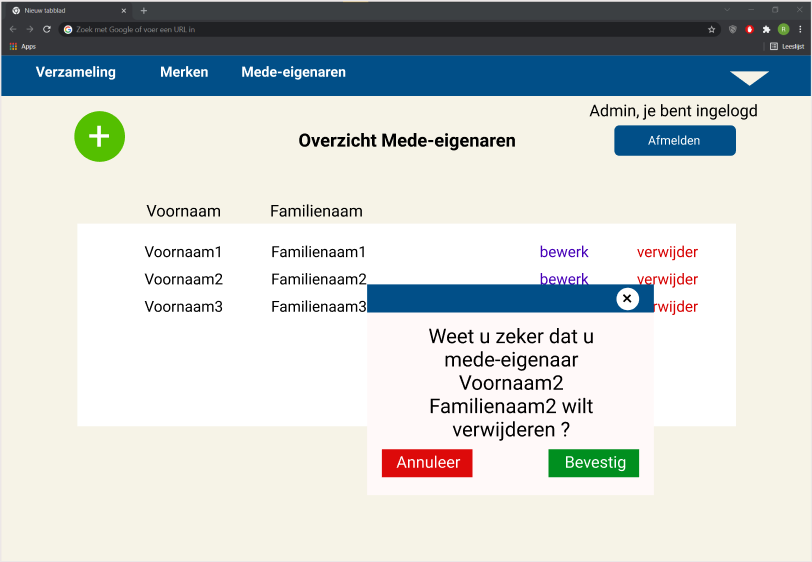 Nieuw tabblad
Zoek met Google of voer een URL in
R
Apps
Leeslijst
Verzameling Merken Mede-eigenaren
Admin, je bent ingelogd
Overzicht Mede-eigenaren
Afmelden
Voornaam Familienaam
Voornaam1 Familienaam1 bewerk verwijder
Voornaam2 Familienaam2 bewerk verwijder
Voornaam3 Familienaam3 rwijder
Weet u zeker dat u
mede-eigenaar
Voornaam2
Familienaam2 wilt
verwijderen ?
Annuleer Bevestig